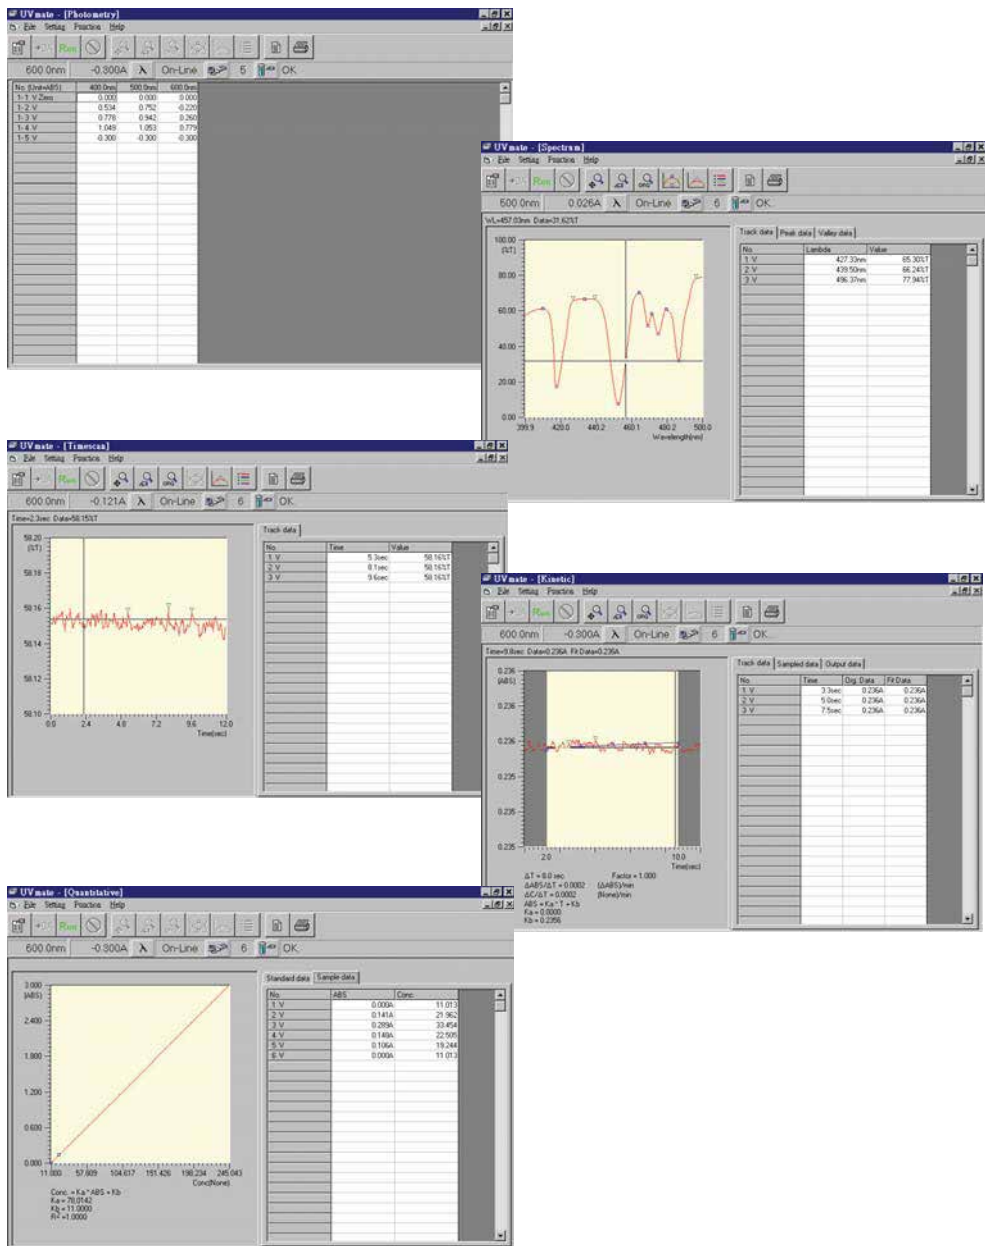 UVmate - [Photometry]
File Setting Function Help
Run
600.0nm -0.300A λ On-Line 5 OK
No. (Unit=ABS) 400.0nm 500.0nm 600.0nm
1-1 V Zero 0.000 0.000 0.000
1-2 V 0.534 0.752 -0.220
1-3 V 0.778 0.942 0.260
1-4 V 1.049 1.053 0.779
1-5 V -0.300 -0.300 -0.300
UVmate - [Spectrum]
File Setting Function Help
Run
500.0nm 0.026A λ On-Line 6 OK..
WL=457.03nm Data=31.62%T
100.00
(%T)
80.00
60.00
40.00
20.00
0.00
399.9 420.0 440.2 460.1 480.2 500.0
Wavelength(nm)
Track data Peak data Valley data
No. Lambda Value
1 V 427.33nm 65.30%T
2 V 439.50nm 66.24%T
3 V 496.37nm 77.94%T
UVmate - [Timescan]
File Setting Function Help
Run
600.0nm -0.121A λ On-Line 6 OK..
Time=2.3sec Data=58.15%T
58.20
(%T)
58.18
58.16
58.14
58.12
58.10
0.0 2.4 4.8 7.2 9.6 12.0
Time(sec)
Track data
No. Time Value
1 V 5.3sec 58.16%T
2 V 8.1sec 58.16%T
3 V 9.6sec 58.16%T
UVmate - [Kinetic]
File Setting Function Help
Run
600.0nm -0.300A λ On-Line 6 OK..
Time=9.8sec Data=0.236A Fit Data=0.236A
0.236
(ABS)
0.236
0.236
0.235
0.235
0.235
2.0 10.0
Time(sec)
ΔT = 8.0 sec Factor = 1.000
ΔABS/ΔT = 0.0002 (ΔABS)/min
ΔC/ΔT = 0.0002 (None)/min
ABS = Ka * T + Kb
Ka = 0.0000
Kb = 0.2356
Track data Sampled data Output data
No. Time Org. Data Fit Data
1 V 3.3sec 0.236A 0.236A
2 V 5.0sec 0.236A 0.236A
3 V 7.5sec 0.236A 0.236A
UVmate - [Quantitative]
File Setting Function Help
Run
600.0nm -0.300A λ On-Line 6 OK..
3.000
(ABS)
2.400
1.800
1.200
0.600
0.000
11.000 57.809 104.617 151.426 198.234 245.043
Conc(None)
Conc. = Ka * ABS + Kb
Ka = 78.0142
Kb = 11.0000
R² =1.0000
Standard data Sample data
No. ABS Conc
1 V 0.000A 11.013
2 V 0.141A 21.962
3 V 0.289A 33.454
4 V 0.148A 22.505
5 V 0.106A 19.244
6 V 0.000A 11.013